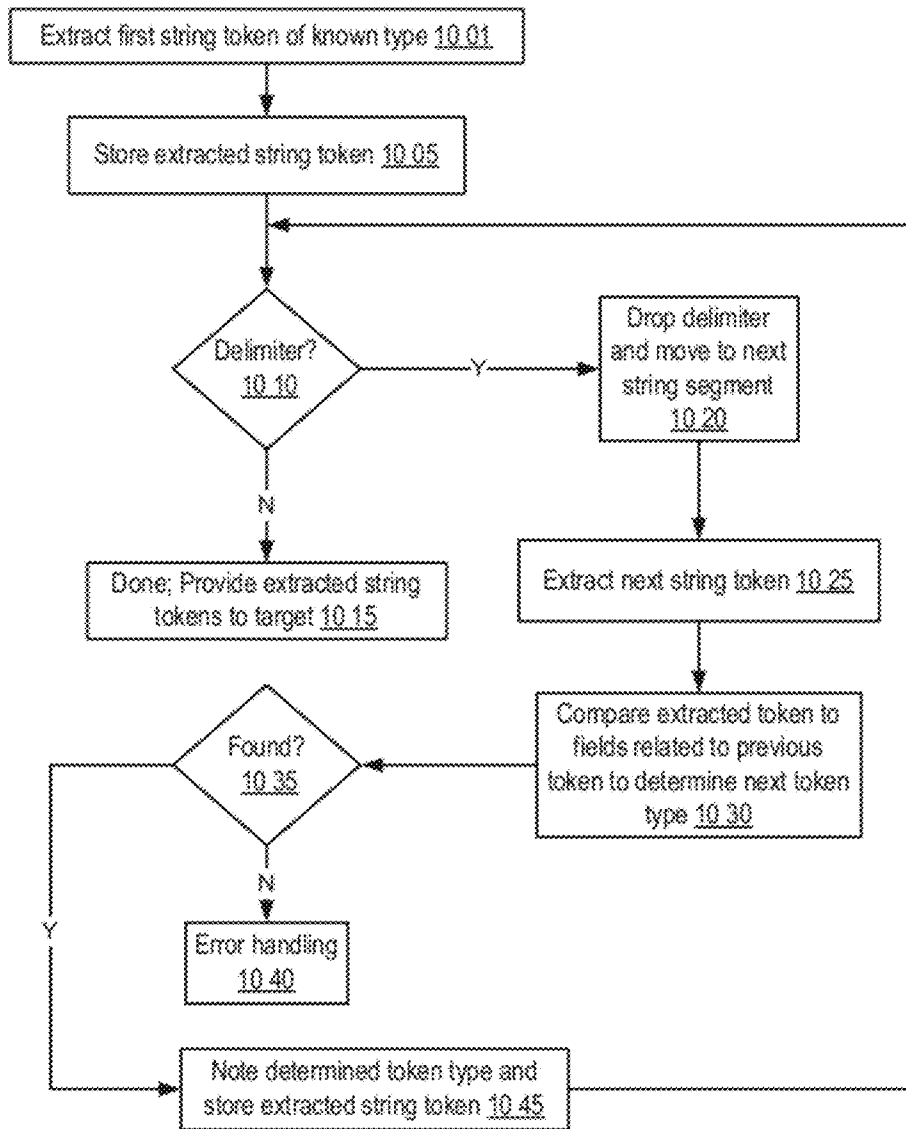 Extract first string token of known type 10.01
Store extracted string token 10.05
Delimiter?
10.10
Y
Drop delimiter
and move to next
string segment
10.20
N
Done; Provide extracted string
tokens to target 10.15
Extract next string token 10.25
Compare extracted token to
fields related to previous
token to determine next token
type 10.30
Found?
10.35
N
Y
Error handling
10.40
Note determined token type and
store extracted string token 10.45